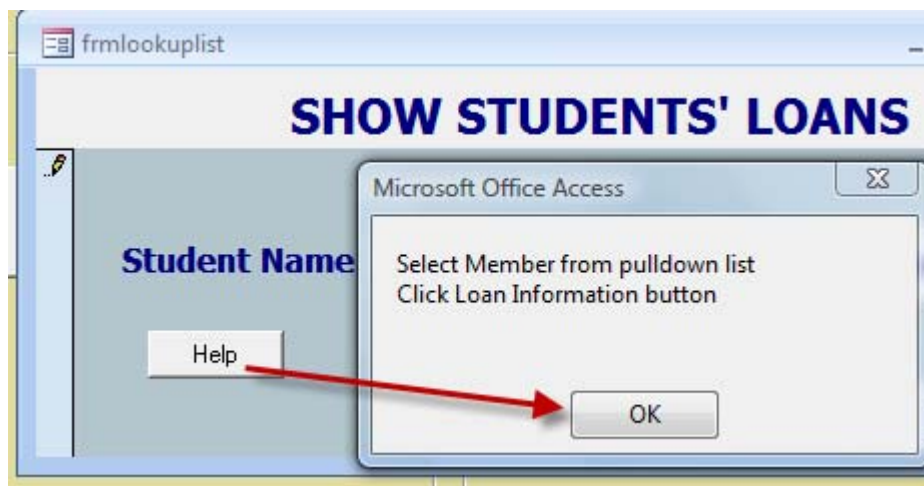 frmlookuplist
SHOW STUDENTS' LOANS
Microsoft Office Access
Student Name
Select Member from pulldown list
Click Loan Information button
Help
OK